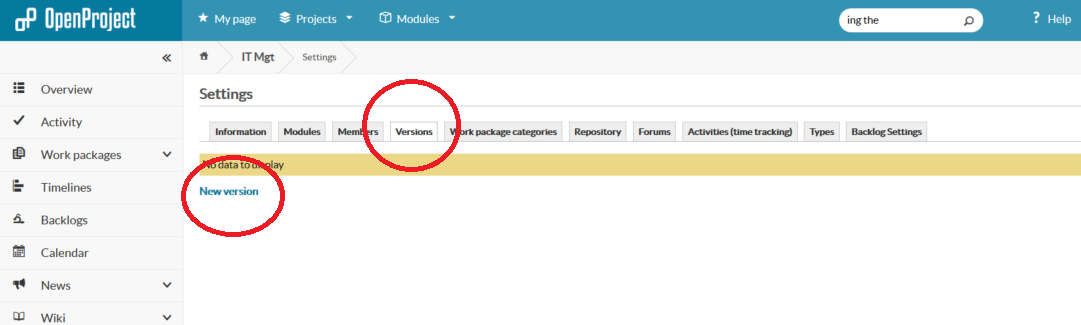 OpenProject
My page
Projects
Modules
ing the
Help
IT Mgt
Settings
Overview
Activity
Work packages
Timelines
Backlogs
Calendar
News
Wiki
Settings
Information
Modules
Members
Versions
Work package categories
Repository
Forums
Activities (time tracking)
Types
Backlog Settings
No data to display
New version